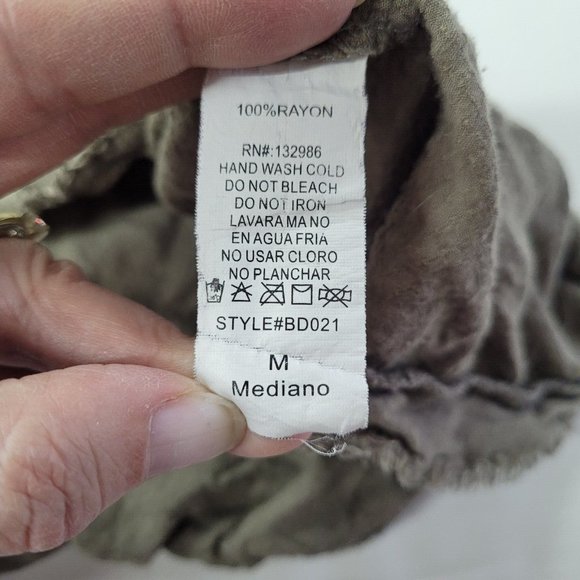 100%RAYON
RN#:132986
HAND WASH COLD
DO NOT BLEACH
DO NOT IRON
LAVARA MA NO
EN AGUA FRIA
NO USAR CLORO
NO PLANCHAR
STYLE#BD021
M
Mediano